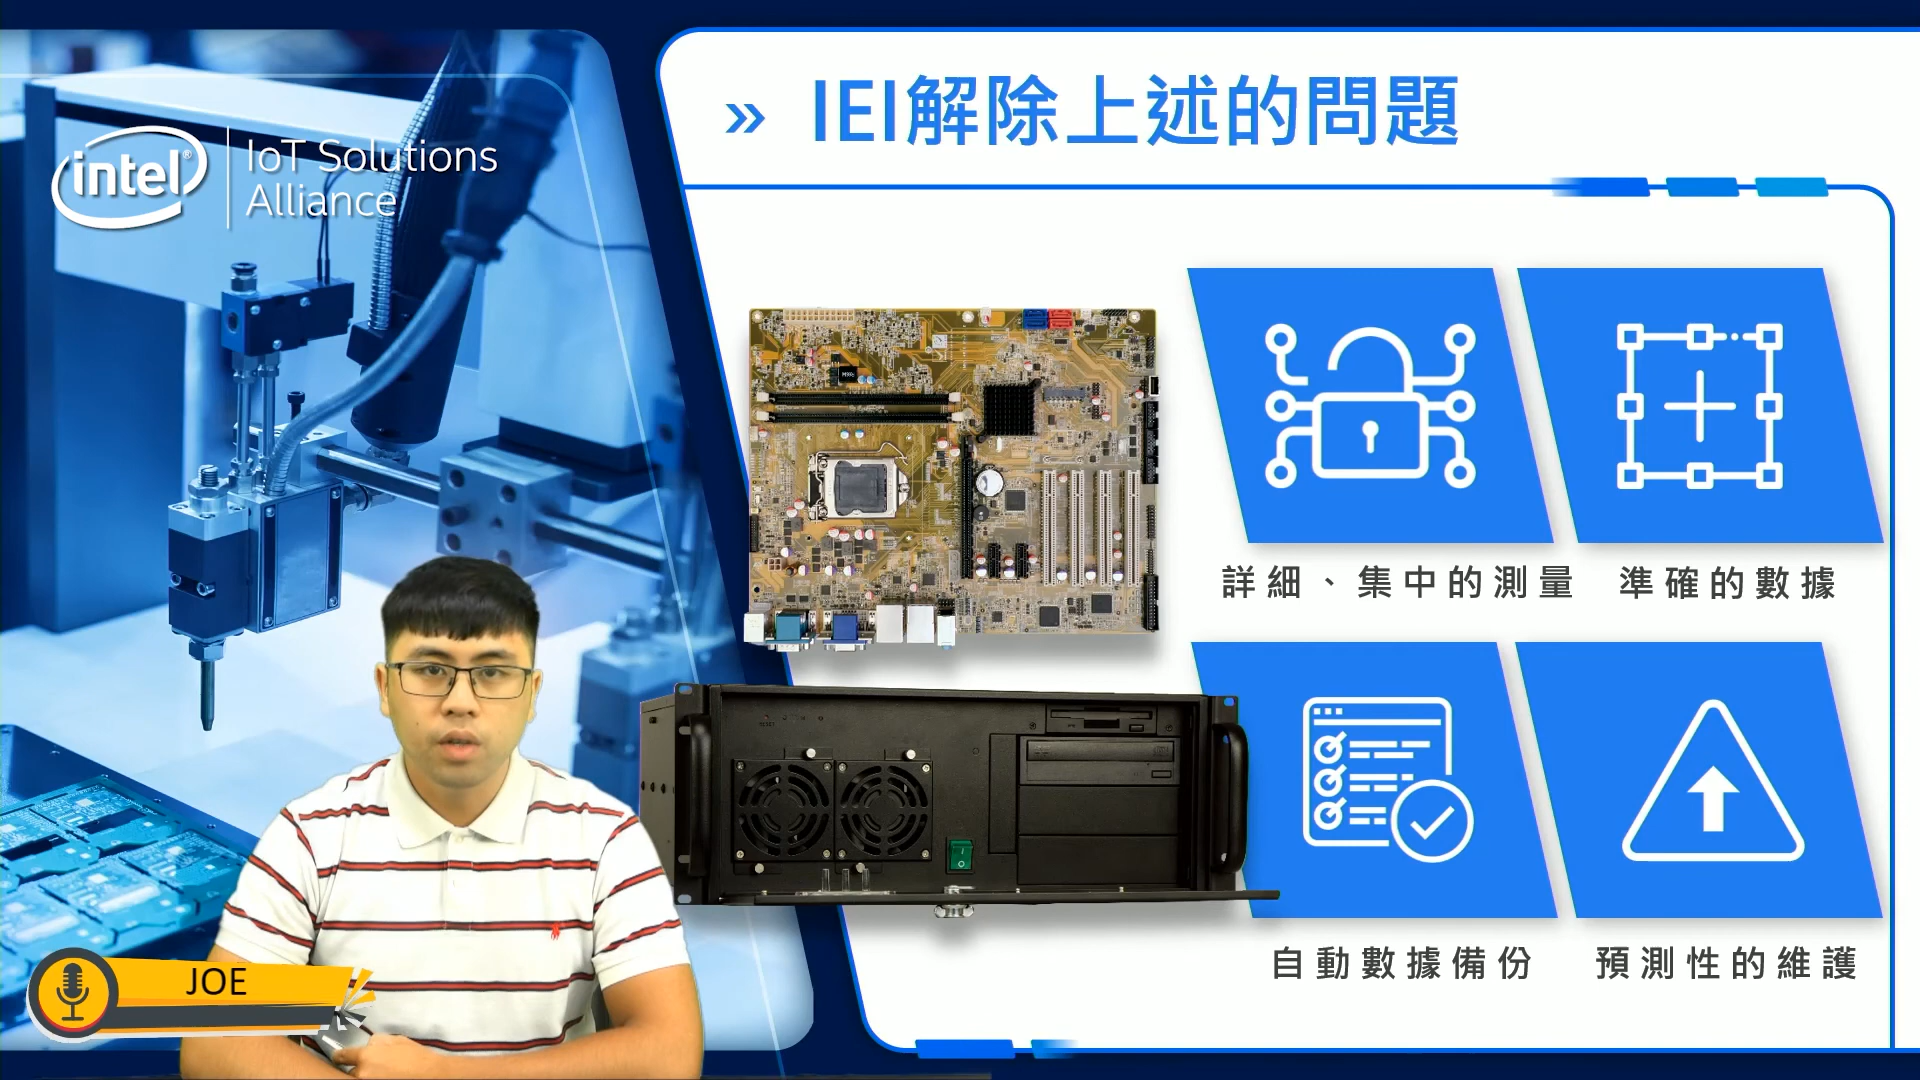 intel®
IoT Solutions
Alliance
» IEI解除上述的問題
詳細、集中的測量
準確的數據
自動數據備份
預測性的維護
JOE